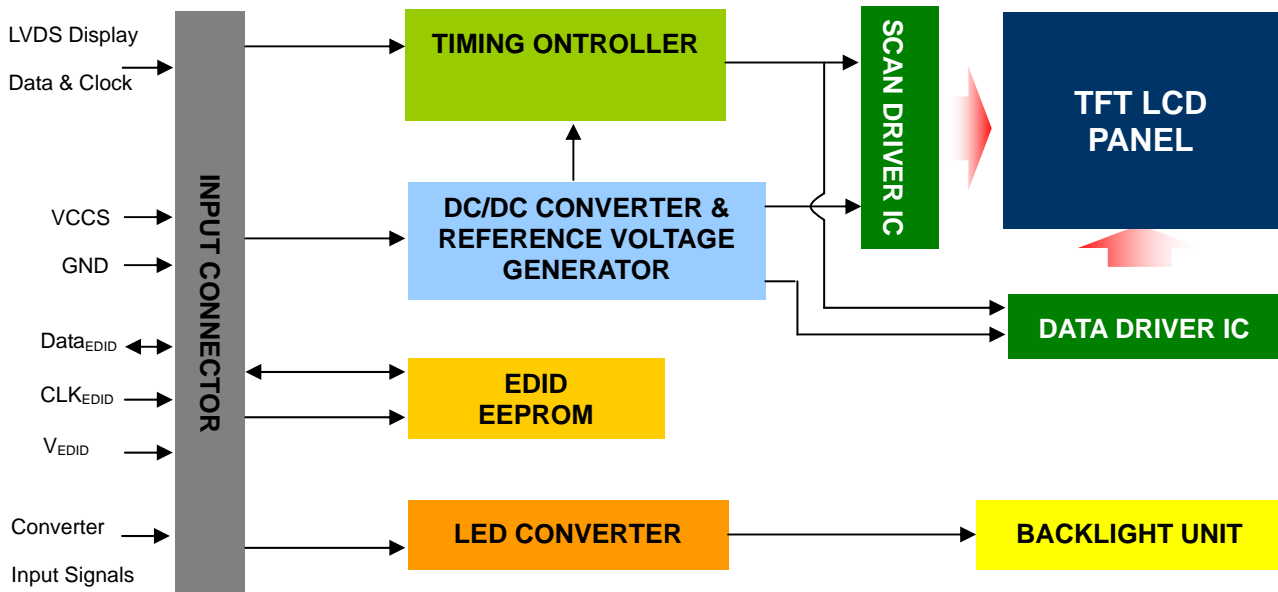 LVDS Display
Data & Clock
VCCS
GND
DataEDID
CLKEDID
VEDID
Converter
Input Signals
INPUT CONNECTOR
TIMING ONTROLLER
DC/DC CONVERTER &
REFERENCE VOLTAGE
GENERATOR
EDID
EEPROM
LED CONVERTER
SCAN DRIVER IC
TFT LCD
PANEL
DATA DRIVER IC
BACKLIGHT UNIT